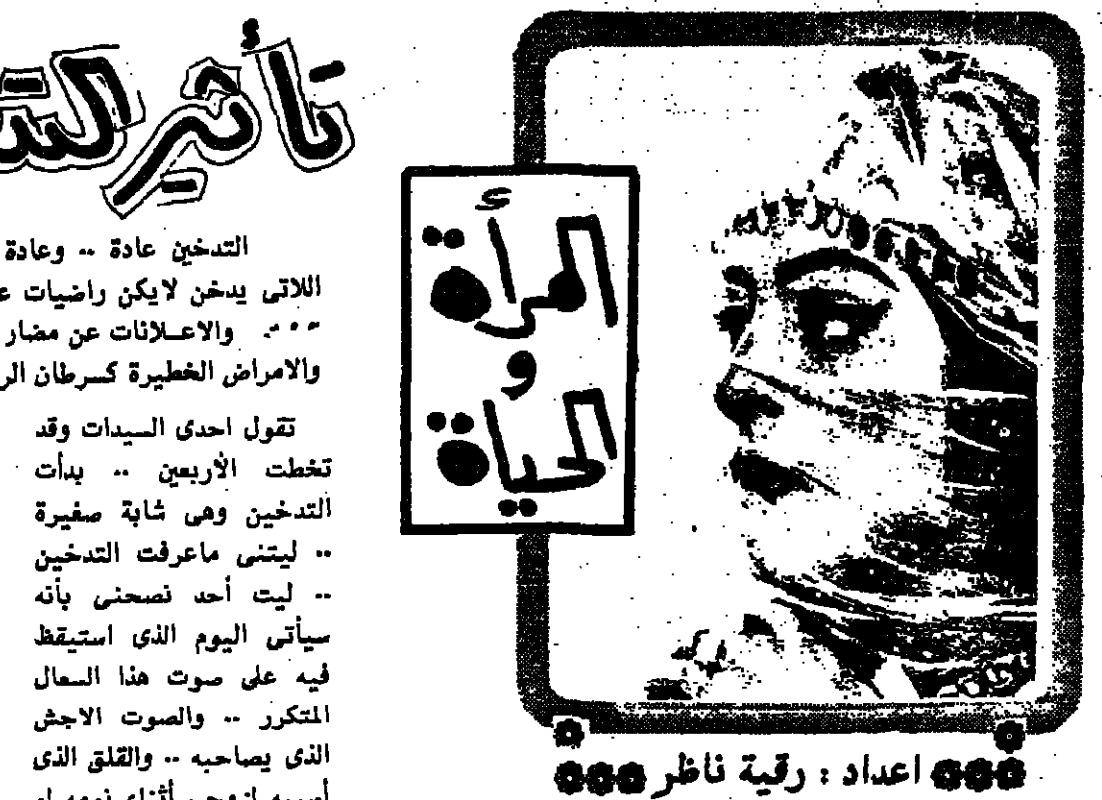 المرأة
و
الحياة
اعداد : رقية ناظر
تأثير
التدخين عادة .. وعادة
اللاتى يدخن لايكن راضيات
... والاعلانات عن مضار
والامراض الخطيرة كسرطان
تقول احدى السيدات وقد
تخطت الأربعين .. بدأت
التدخين وهى شابة صغيرة
.. ليتنى ماعرفت التدخين
.. ليت أحد نصحنى بأنه
سيأتى اليوم الذى استيقظ
فيه على صوت هذا السعال
المتكرر .. والصوت الاجش
الذى يصاحبه .. والقلق الذى